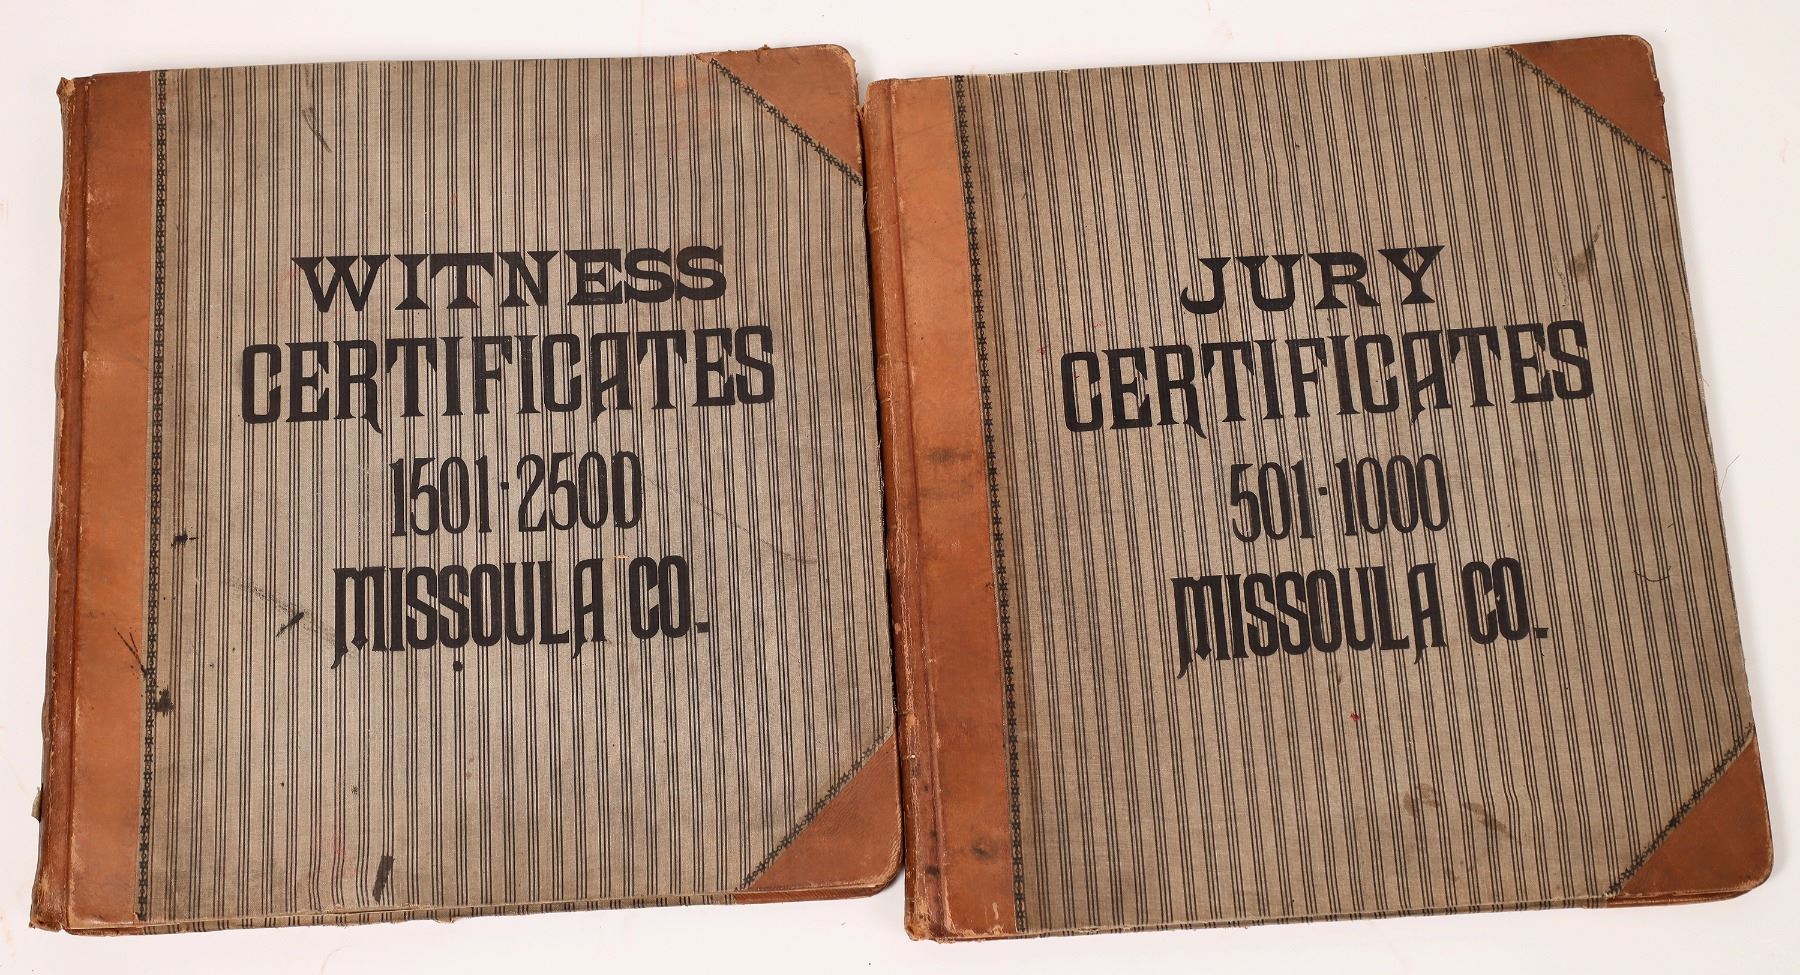 WITNESS
CERTIFICATES
1501-2500
MISSOULA CO.
JURY
CERTIFICATES
501-1000
MISSOULA CO.